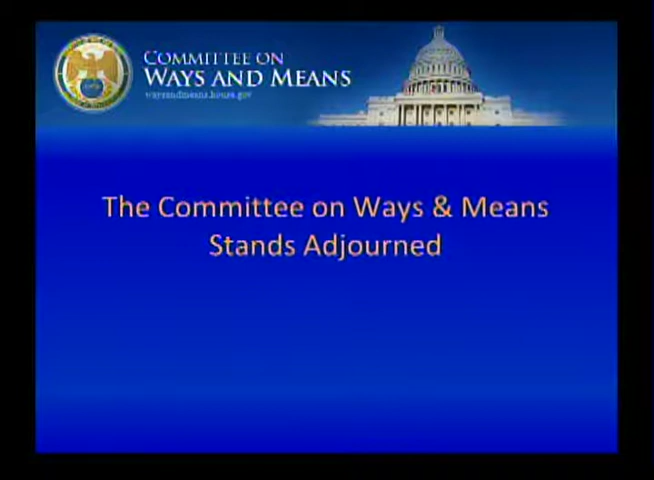 COMMITTEE ON
WAYS AND MEANS
waysandmeans.house.gov
The Committee on Ways & Means
Stands Adjourned